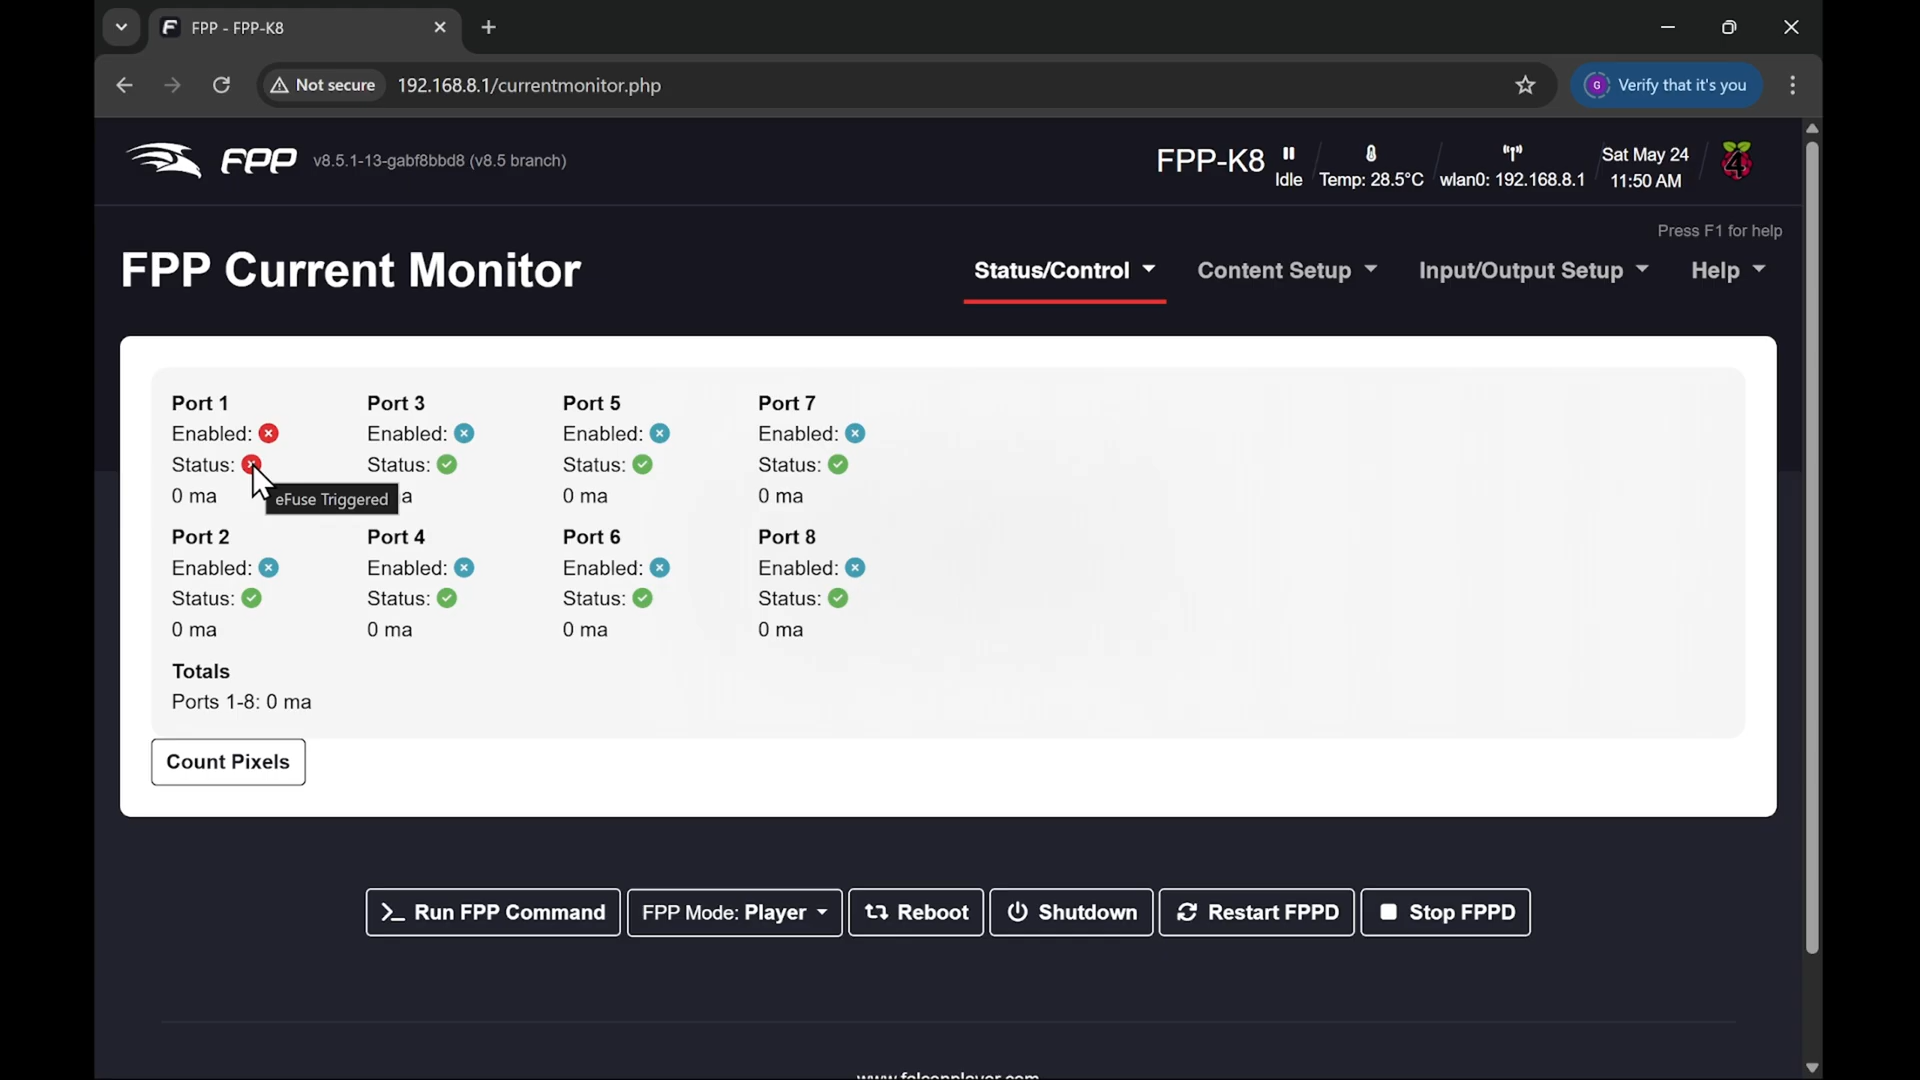 FPP - FPP-K8
Not secure
192.168.8.1/currentmonitor.php
G
Verify that it's you
FPP
v8.5.1-13-gabf8bbd8 (v8.5 branch)
FPP-K8
Idle
Temp: 28.5°C
wlan0: 192.168.8.1
Sat May 24
11:50 AM
4
Press F1 for help
FPP Current Monitor
Status/Control
Content Setup
Input/Output Setup
Help
Port 1
Enabled:
Status:
0 ma
eFuse Triggered
Port 3
Enabled:
Status:
a
Port 5
Enabled:
Status:
0 ma
Port 7
Enabled:
Status:
0 ma
Port 2
Enabled:
Status:
0 ma
Port 4
Enabled:
Status:
0 ma
Port 6
Enabled:
Status:
0 ma
Port 8
Enabled:
Status:
0 ma
Totals
Ports 1-8: 0 ma
Count Pixels
Run FPP Command
FPP Mode: Player
Reboot
Shutdown
Restart FPPD
Stop FPPD
www.falconplayer.com